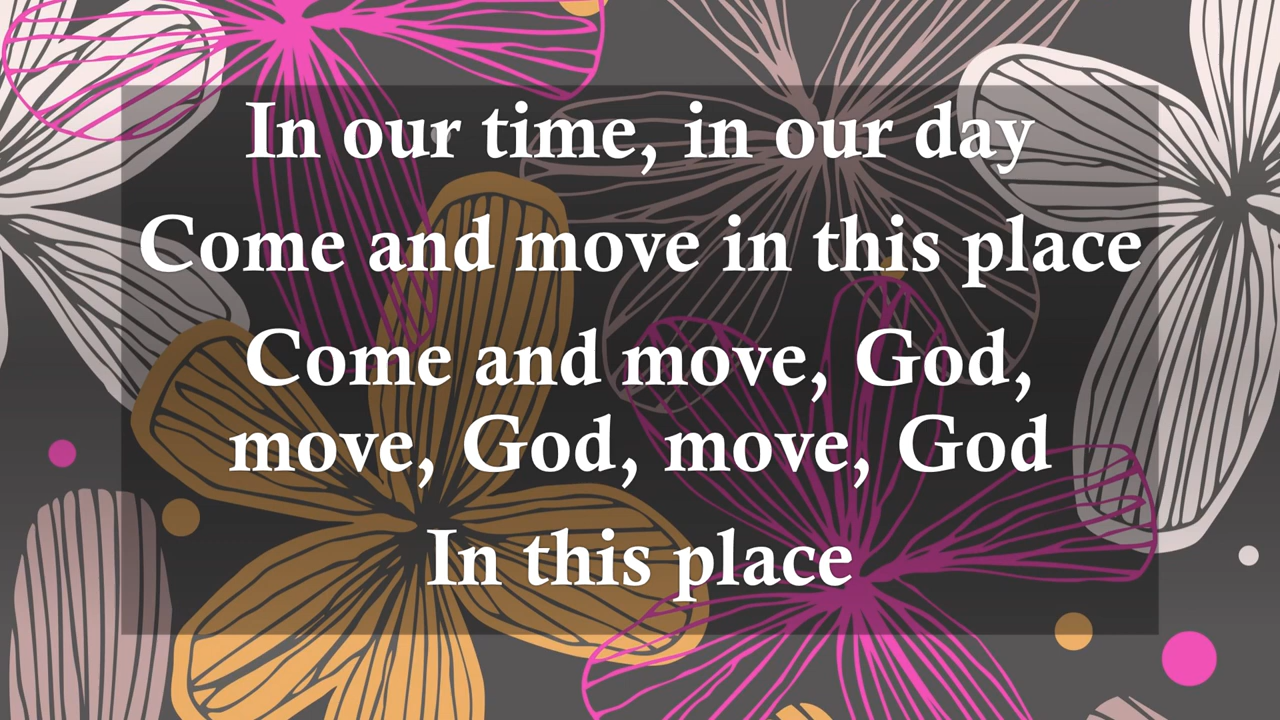 In our time, in our day
Come and move in this place
Come and move, God,
move, God, move, God
In this place